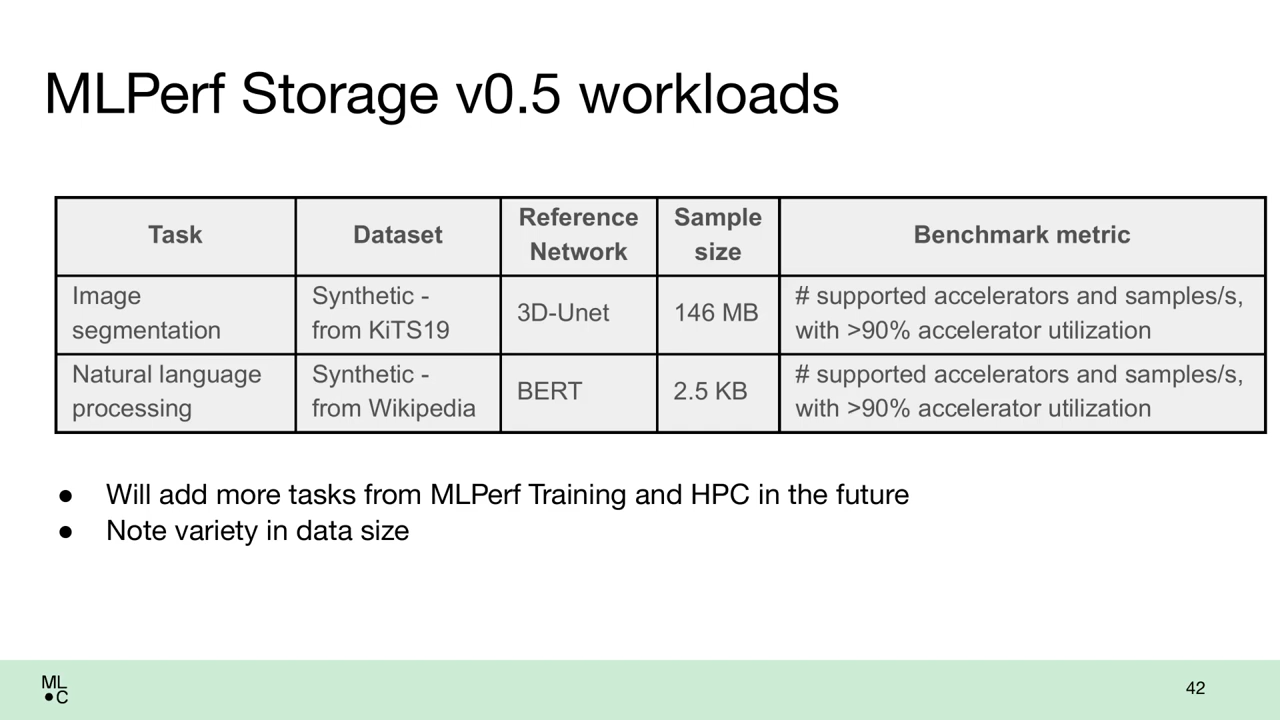 MLPerf Storage v0.5 workloads
Task
Dataset
Reference
Network
Sample
size
Benchmark metric
Image
segmentation
Synthetic -
from KiTS19
3D-Unet
146 MB
# supported accelerators and samples/s,
with >90% accelerator utilization
Natural language
processing
Synthetic -
from Wikipedia
BERT
2.5 KB
# supported accelerators and samples/s,
with >90% accelerator utilization
● Will add more tasks from MLPerf Training and HPC in the future
● Note variety in data size
ML
●C
42